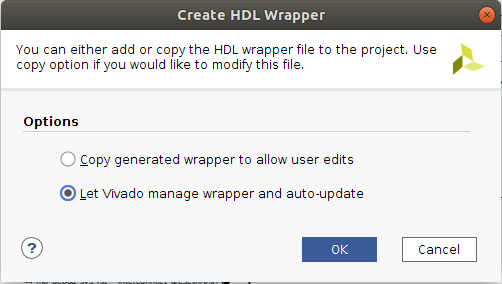 Create HDL Wrapper
You can either add or copy the HDL wrapper file to the project. Use
copy option if you would like to modify this file.
Options
Copy generated wrapper to allow user edits
Let Vivado manage wrapper and auto-update
?
OK
Cancel